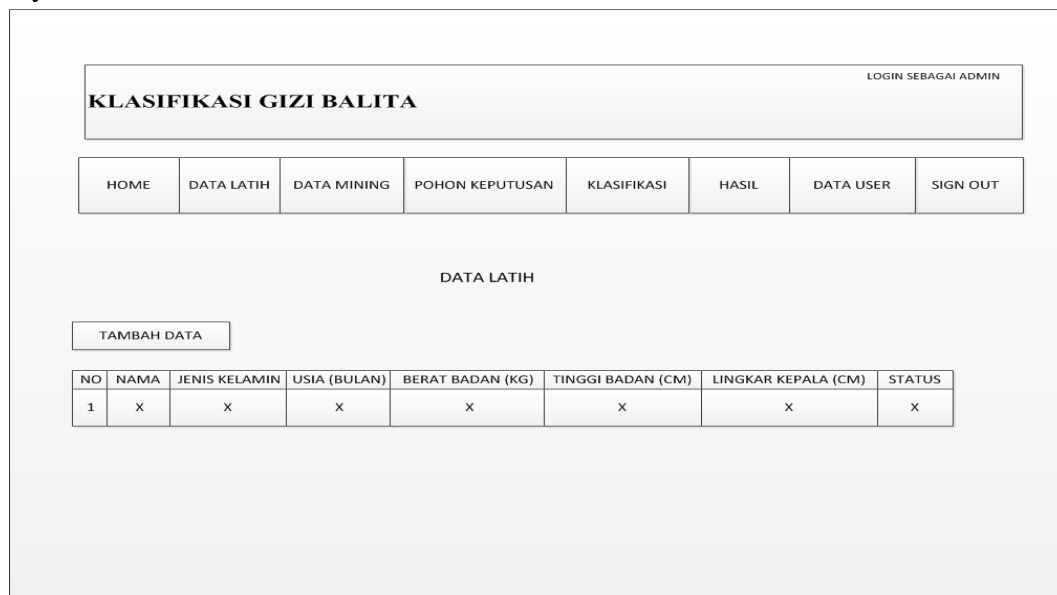 LOGIN SEBAGAI ADMIN
KLASIFIKASI GIZI BALITA
HOME DATA LATIH DATA MINING POHON KEPUTUSAN KLASIFIKASI HASIL DATA USER SIGN OUT
DATA LATIH
TAMBAH DATA
NO NAMA JENIS KELAMIN USIA (BULAN) BERAT BADAN (KG) TINGGI BADAN (CM) LINGKAR KEPALA (CM) STATUS
1 X X X X X X X